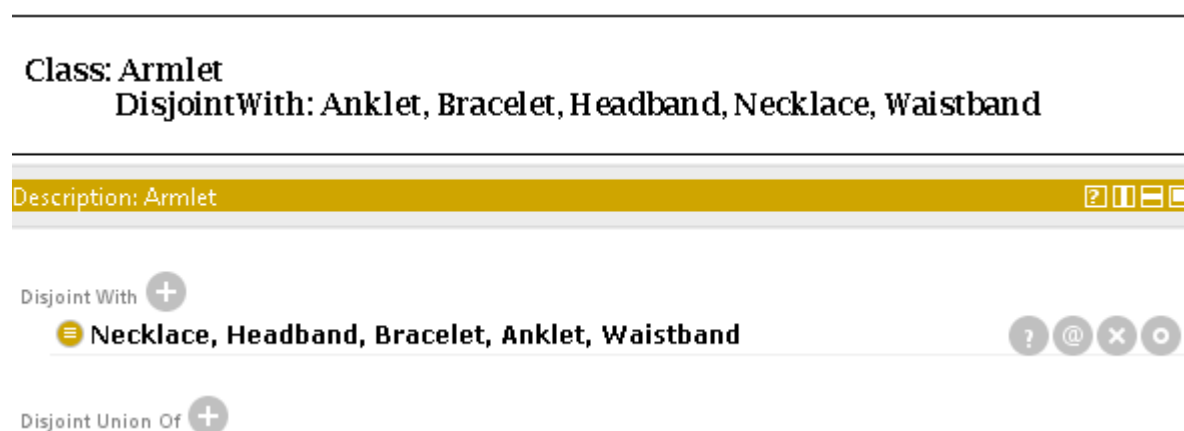 Class: Armlet
DisjointWith: Anklet, Bracelet, Headband, Necklace, Waistband
Description: Armlet
Disjoint With
Necklace, Headband, Bracelet, Anklet, Waistband
Disjoint Union Of